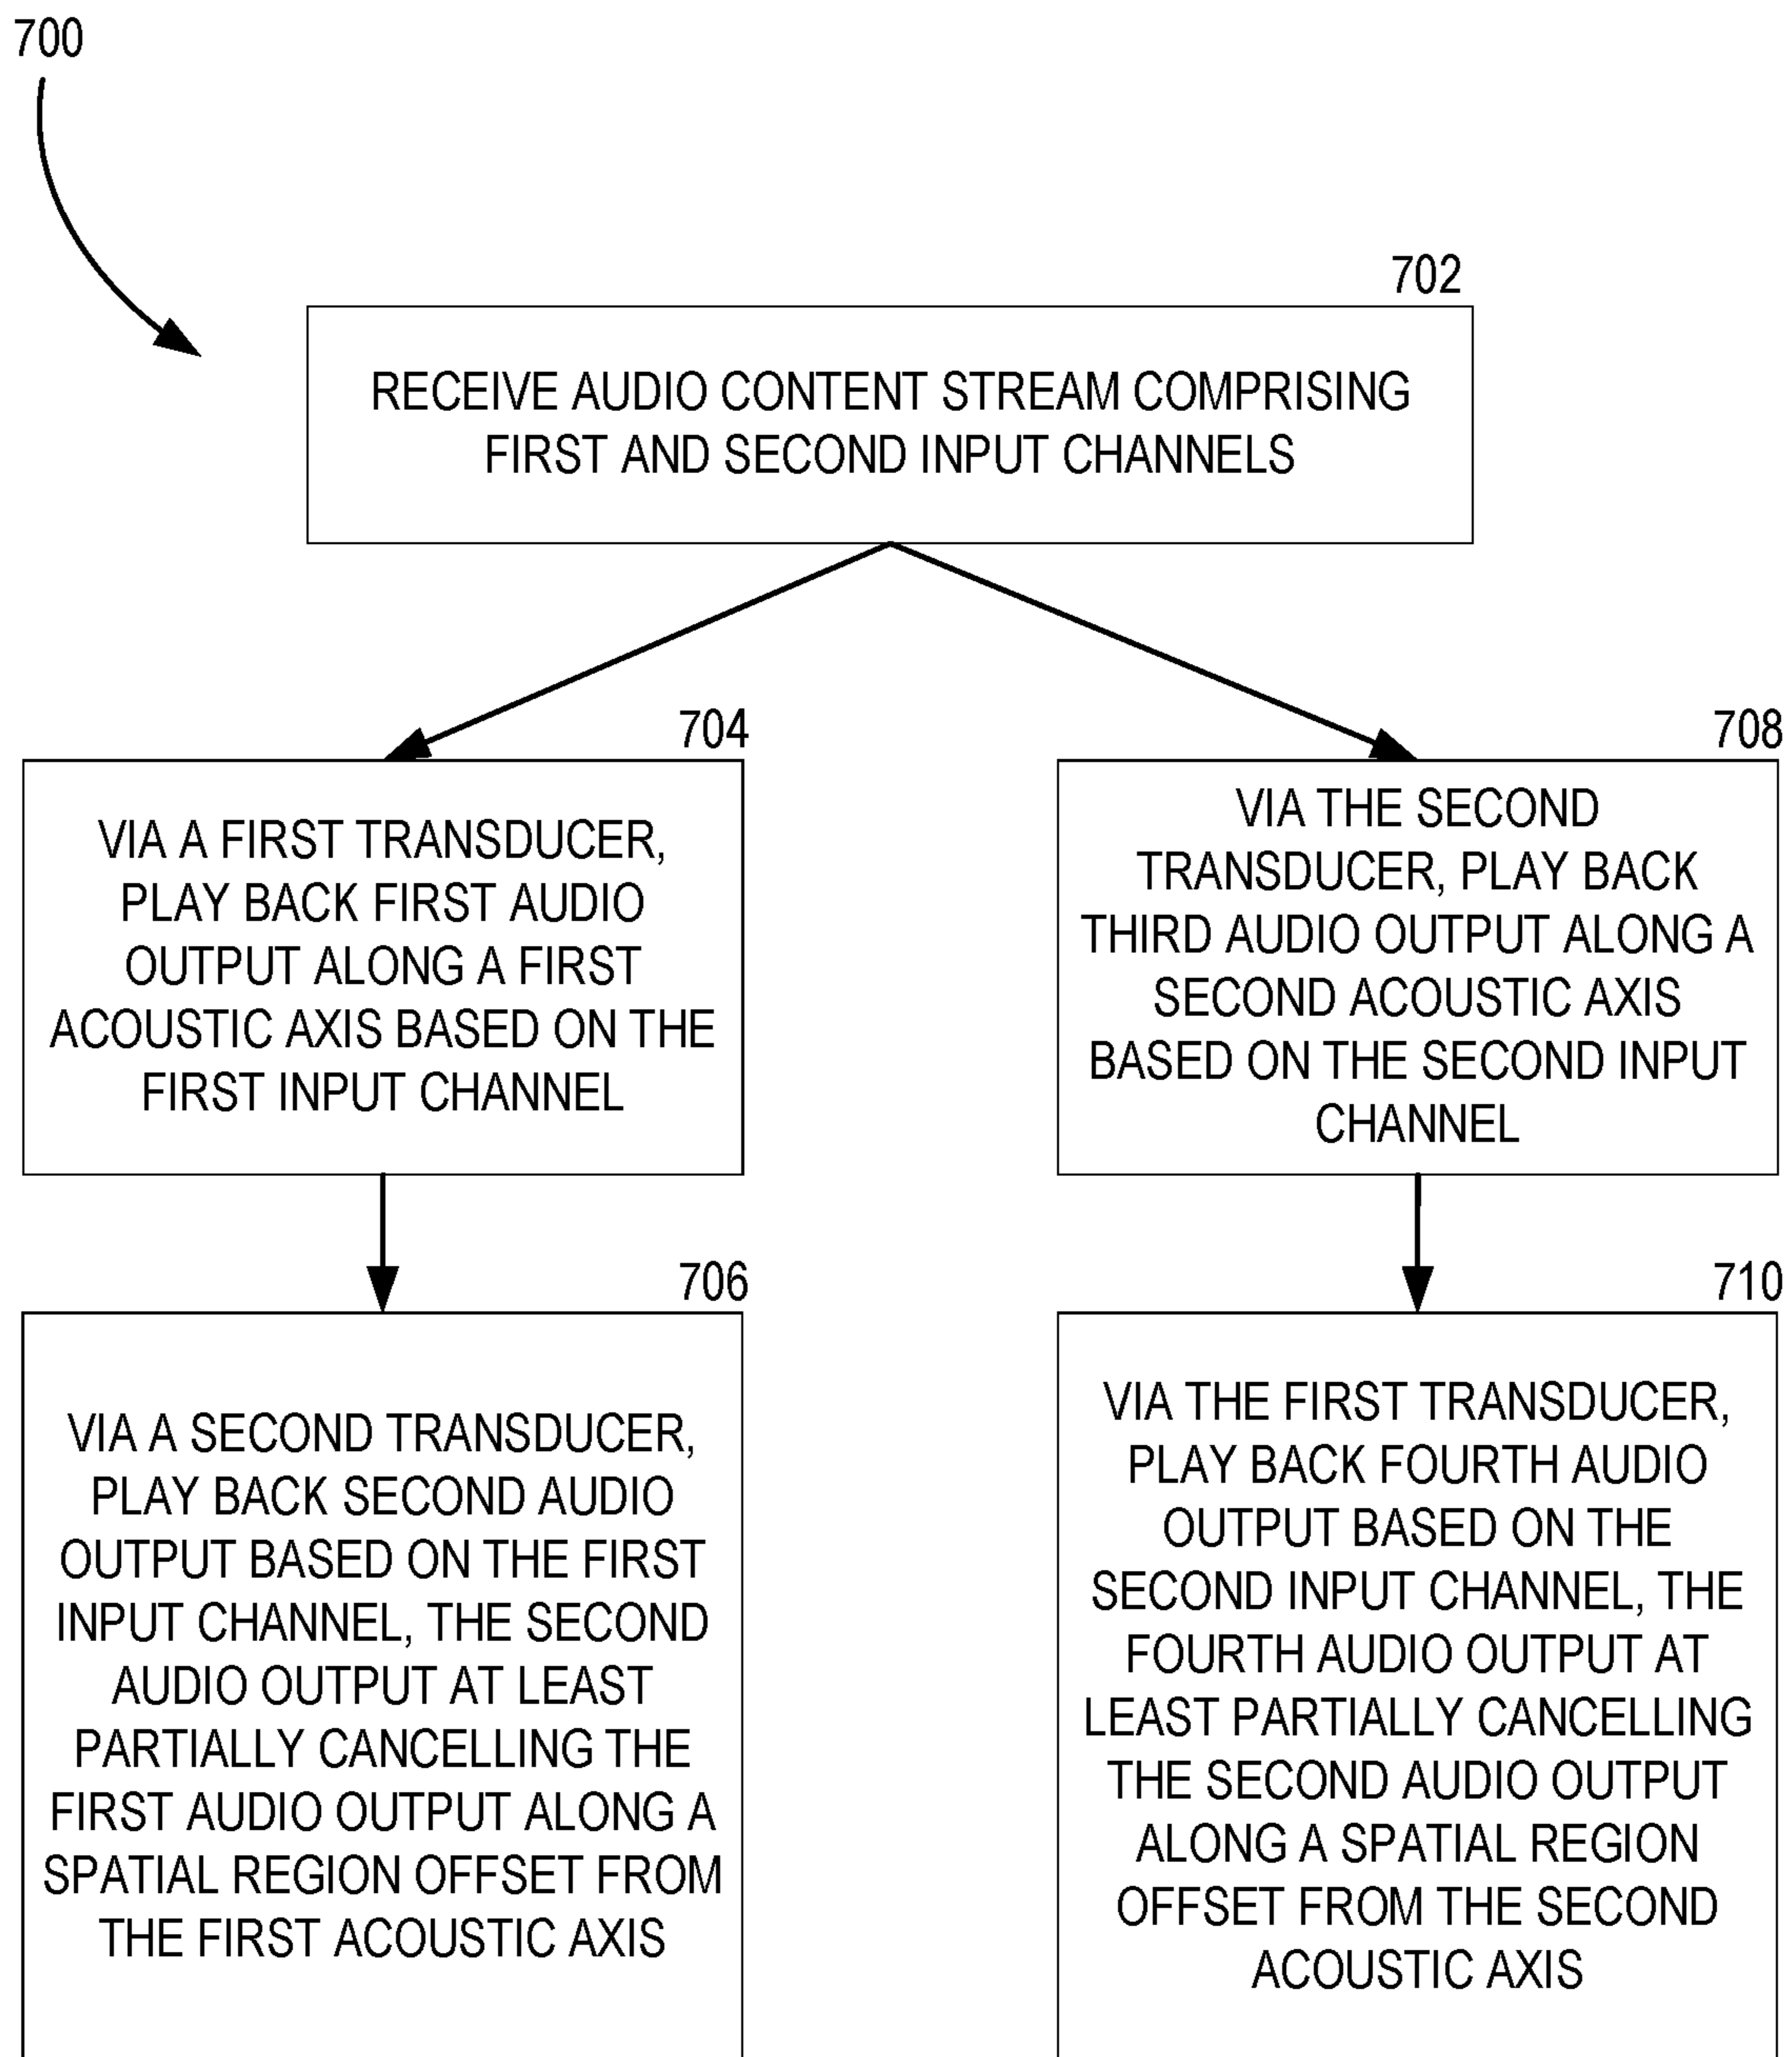 700
702
RECEIVE AUDIO CONTENT STREAM COMPRISING
FIRST AND SECOND INPUT CHANNELS
704
VIA A FIRST TRANSDUCER,
PLAY BACK FIRST AUDIO
OUTPUT ALONG A FIRST
ACOUSTIC AXIS BASED ON THE
FIRST INPUT CHANNEL
708
VIA THE SECOND
TRANSDUCER, PLAY BACK
THIRD AUDIO OUTPUT ALONG A
SECOND ACOUSTIC AXIS
BASED ON THE SECOND INPUT
CHANNEL
706
VIA A SECOND TRANSDUCER,
PLAY BACK SECOND AUDIO
OUTPUT BASED ON THE FIRST
INPUT CHANNEL, THE SECOND
AUDIO OUTPUT AT LEAST
PARTIALLY CANCELLING THE
FIRST AUDIO OUTPUT ALONG A
SPATIAL REGION OFFSET FROM
THE FIRST ACOUSTIC AXIS
710
VIA THE FIRST TRANSDUCER,
PLAY BACK FOURTH AUDIO
OUTPUT BASED ON THE
SECOND INPUT CHANNEL, THE
FOURTH AUDIO OUTPUT AT
LEAST PARTIALLY CANCELLING
THE SECOND AUDIO OUTPUT
ALONG A SPATIAL REGION
OFFSET FROM THE SECOND
ACOUSTIC AXIS